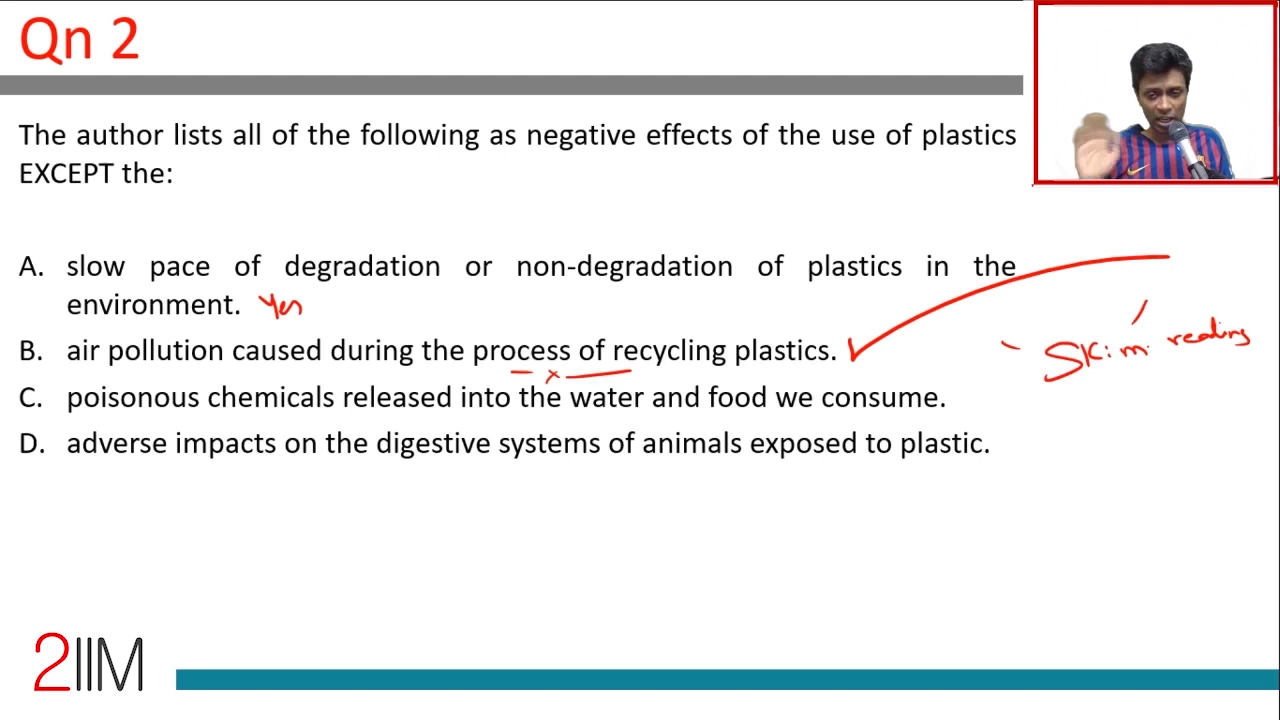 Qn 2
The author lists all of the following as negative effects of the use of plastics
EXCEPT the:
A. slow pace of degradation or non-degradation of plastics in the
environment. Yes
B. air pollution caused during the process of recycling plastics.
Skim reading
C. poisonous chemicals released into the water and food we consume.
D. adverse impacts on the digestive systems of animals exposed to plastic.
2IIM